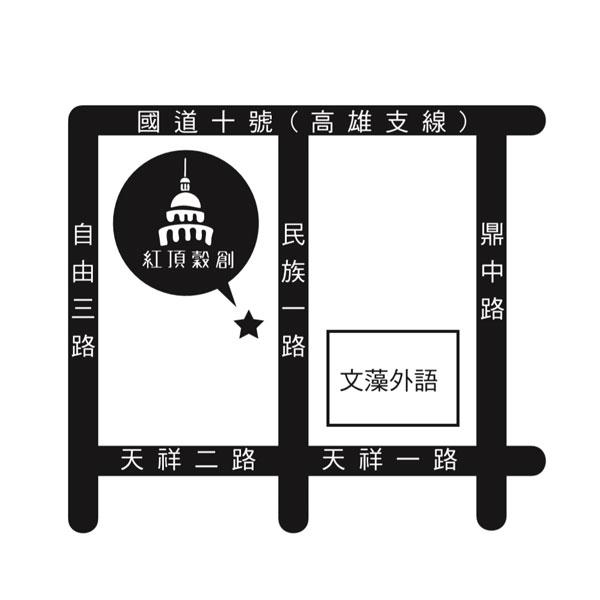 國道十號(高雄支線)
自由三路
紅頂穀創
民族一路
鼎中路
文藻外語
天祥二路
天祥一路